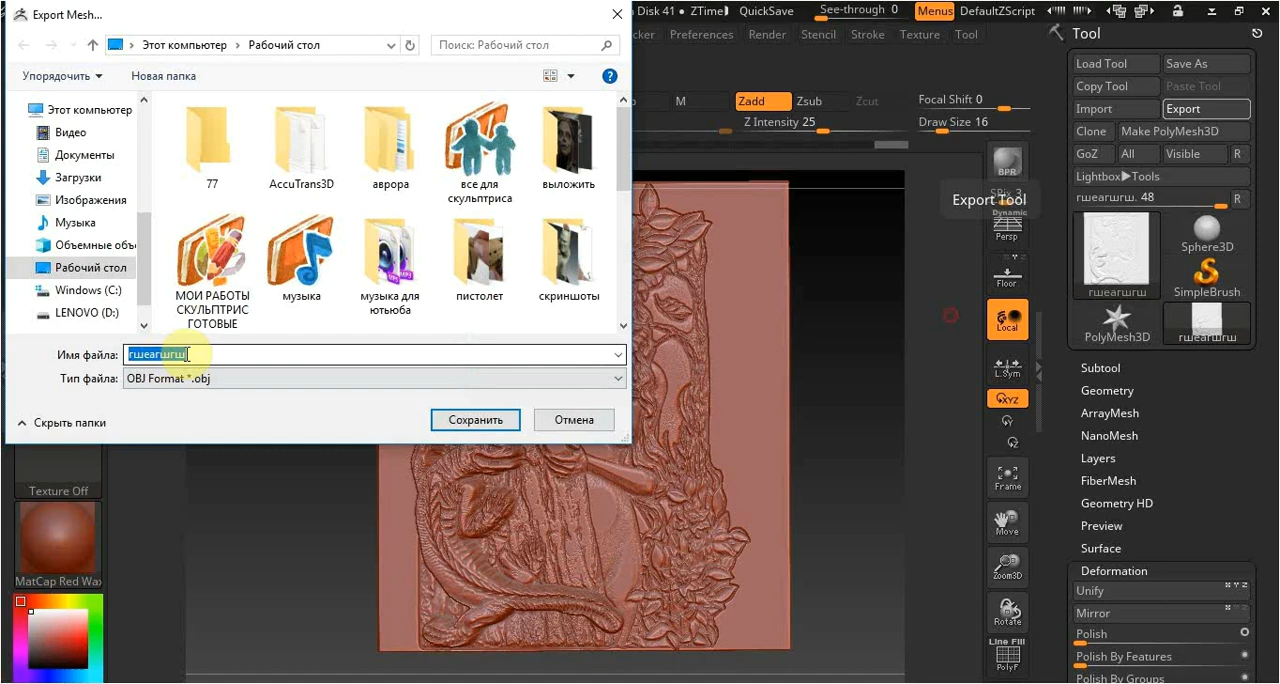 Export Mesh...
Disk 41 • ZTime
QuickSave
See-through 0
Menus
DefaultZScript
Этот компьютер
Рабочий стол
Поиск: Рабочий стол
Preferences
Render
Stencil
Stroke
Texture
Tool
Tool
Упорядочить
Новая папка
?
Load Tool
Save As
Copy Tool
Paste Tool
M
Zadd
Zsub
Zcut
Focal Shift 0
Import
Export
Z Intensity 25
Draw Size 16
Clone
Make PolyMesh3D
GoZ
All
Visible
R
Lightbox▶Tools
гшеагшгш. 48
R
Этот компьютер
Видео
Документы
Загрузки
Изображения
Музыка
Объемные объ
Рабочий стол
Windows (C:)
LENOVO (D:)
77
AccuTrans3D
аврора
все для
скульптриса
выложить
МОИ РАБОТЫ
СКУЛЬПТРИС
ГОТОВЫЕ
музыка
музыка для
ютьюба
пистолет
скриншоты
Имя файла:
гшеагшгш
Тип файла:
OBJ Format *.obj
Скрыть папки
Сохранить
Отмена
BPR
SPix 3
Export Tool
Dynamic
Persp
Floor
Local
L.Sym
XYZ
Y
Z
Frame
Move
Zoom3D
Rotate
Line Fill
PolyF
гшеагшгш
Sphere3D
SimpleBrush
PolyMesh3D
гшеагшгш
Subtool
Geometry
ArrayMesh
NanoMesh
Layers
FiberMesh
Geometry HD
Preview
Surface
Deformation
Unify
Mirror
Polish
Polish By Features
Polish By Groups
Texture Off
MatCap Red Wax